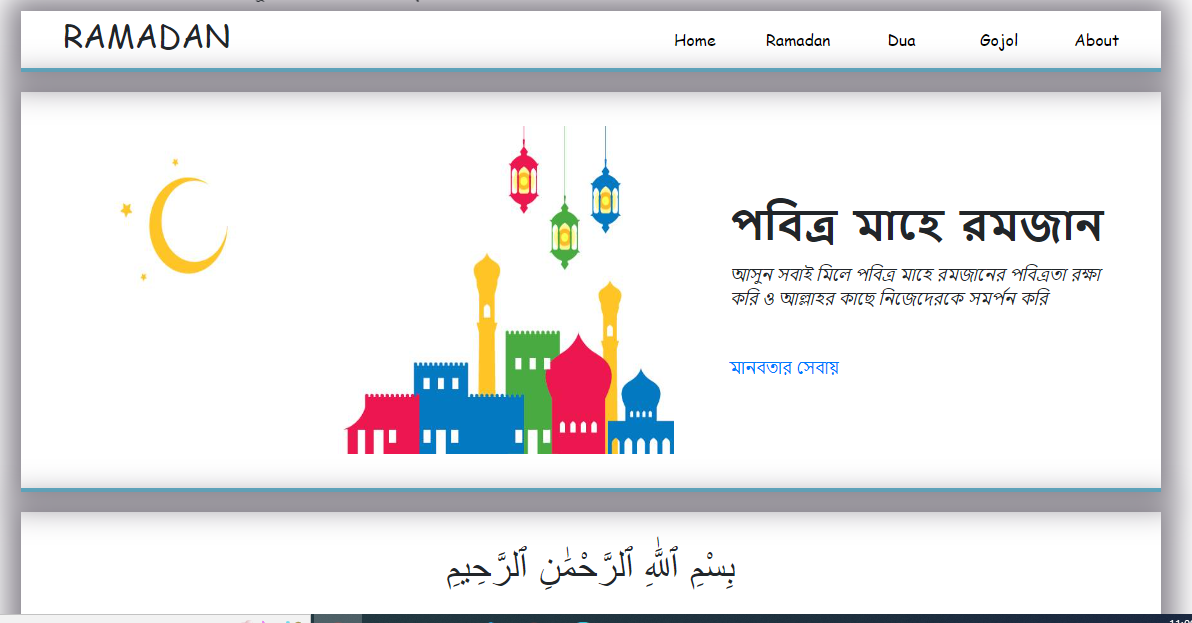 RAMADAN
Home Ramadan Dua Gojol About
পবিত্র মাহে রমজান
আসুন সবাই মিলে পবিত্র মাহে রমজানের পবিত্রতা রক্ষা
করি ও আল্লাহর কাছে নিজেদেরকে সমর্পন করি
মানবতার সেবায়
بِسْمِ ٱللَّٰهِ ٱلرَّحْمَٰنِ ٱلرَّحِيمِ